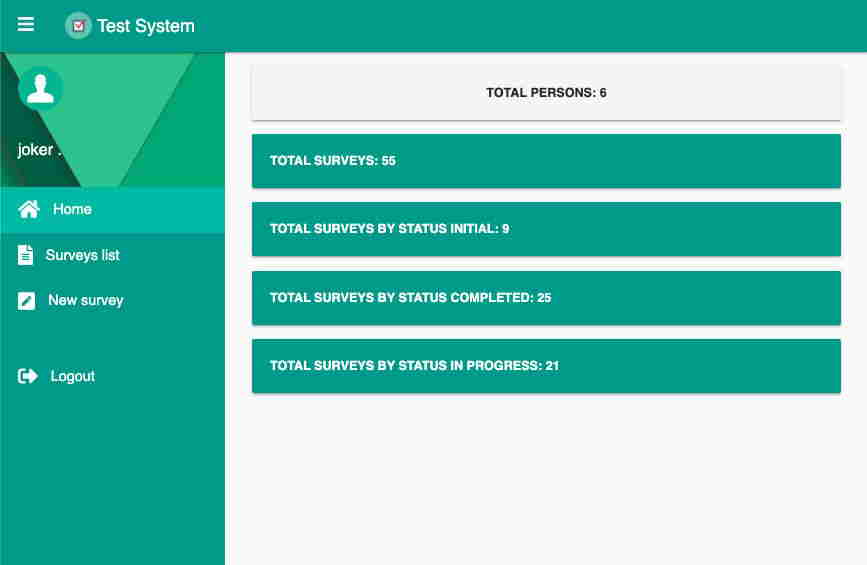 Test System
joker .
Home
Surveys list
New survey
Logout
TOTAL PERSONS: 6
TOTAL SURVEYS: 55
TOTAL SURVEYS BY STATUS INITIAL: 9
TOTAL SURVEYS BY STATUS COMPLETED: 25
TOTAL SURVEYS BY STATUS IN PROGRESS: 21